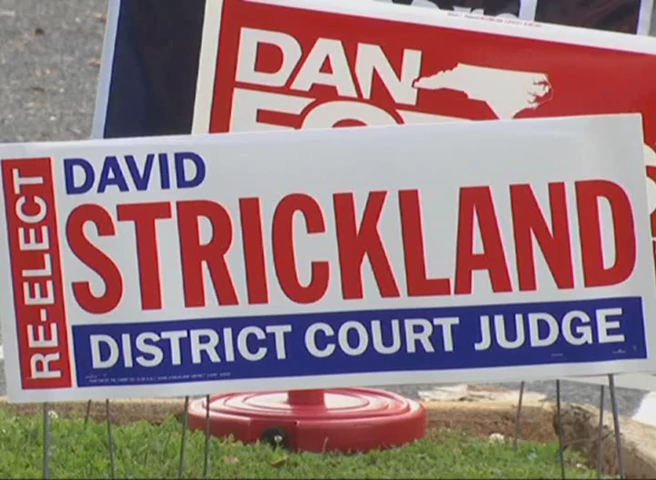 DAN
RE-ELECT
DAVID
STRICKLAND
DISTRICT COURT JUDGE